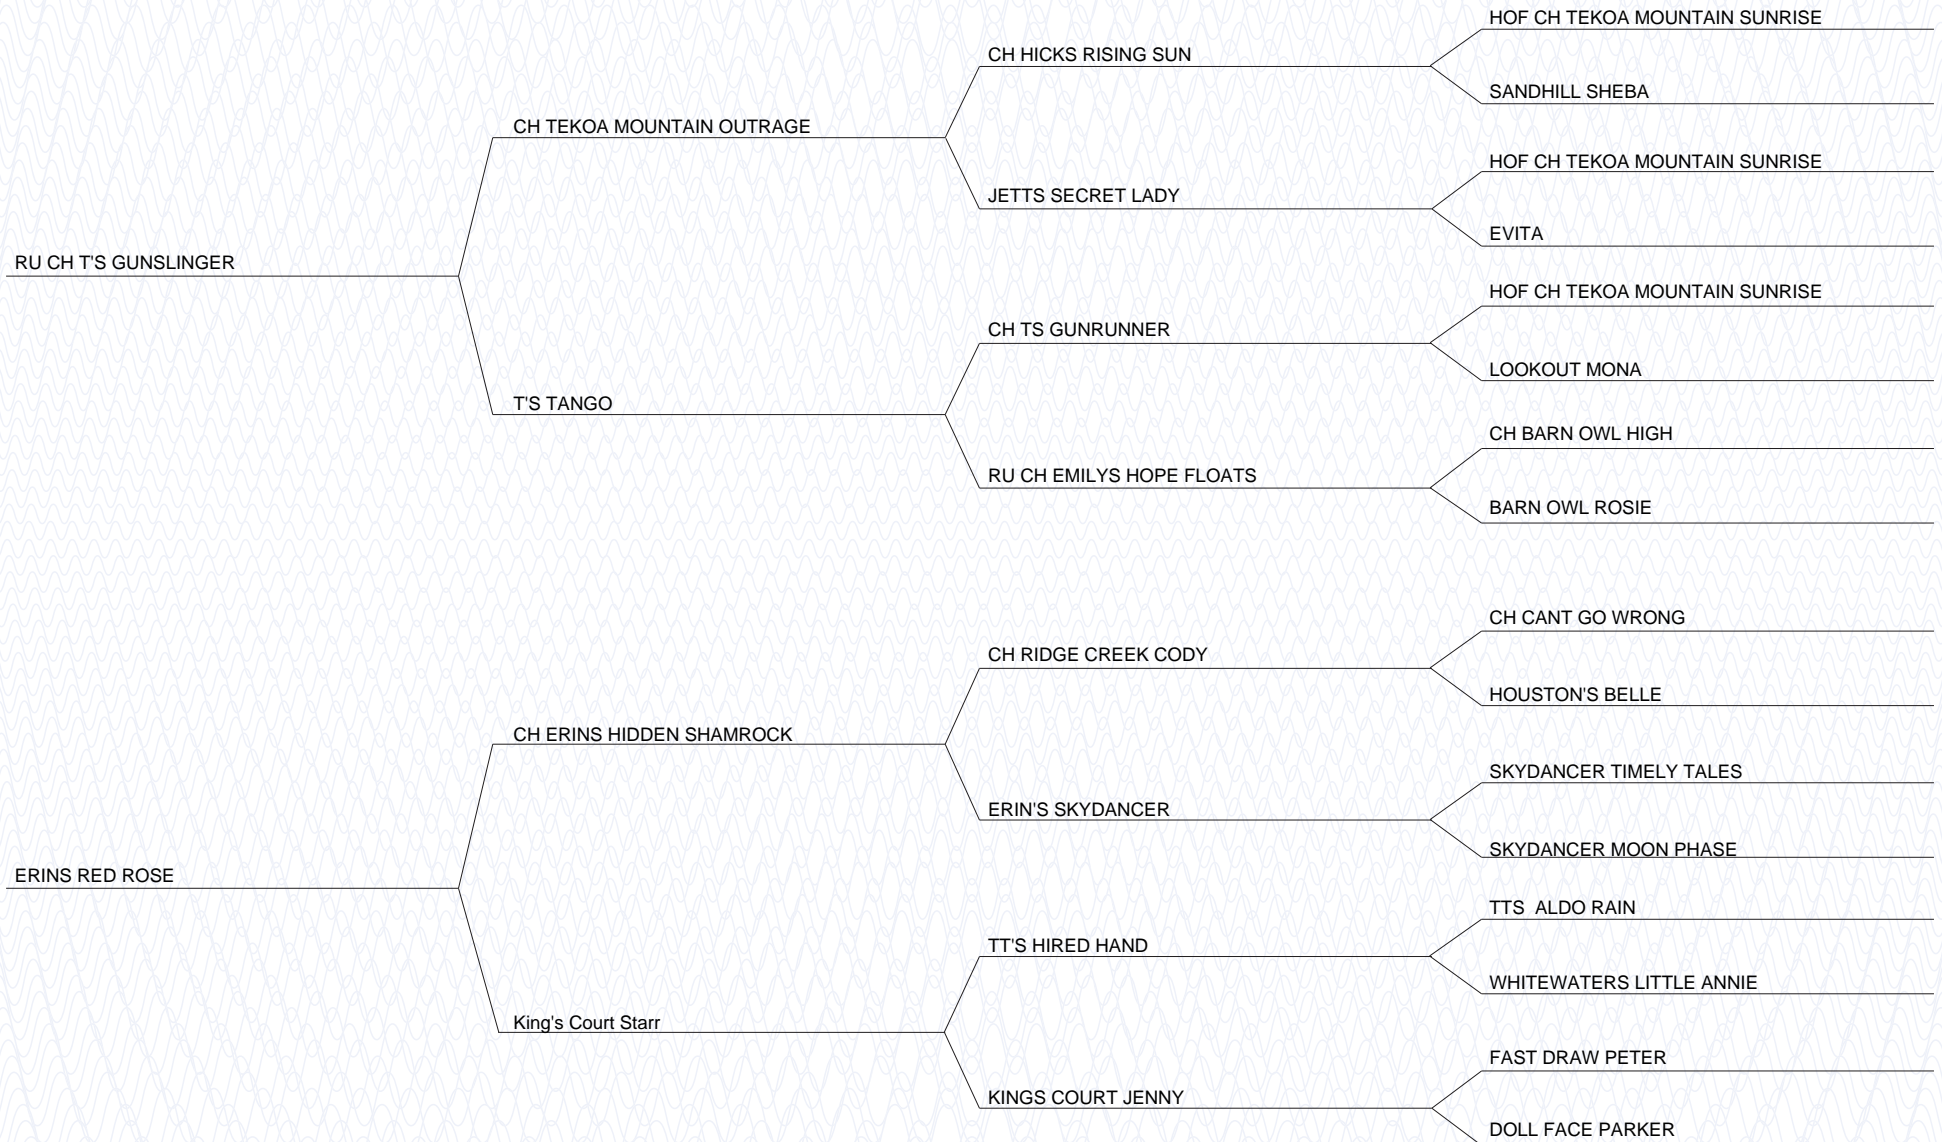 HOF CH TEKOA MOUNTAIN SUNRISE
CH HICKS RISING SUN
SANDHILL SHEBA
CH TEKOA MOUNTAIN OUTRAGE
HOF CH TEKOA MOUNTAIN SUNRISE
JETTS SECRET LADY
EVITA
RU CH T'S GUNSLINGER
HOF CH TEKOA MOUNTAIN SUNRISE
CH TS GUNRUNNER
LOOKOUT MONA
T'S TANGO
CH BARN OWL HIGH
RU CH EMILYS HOPE FLOATS
BARN OWL ROSIE
CH CANT GO WRONG
CH RIDGE CREEK CODY
HOUSTON'S BELLE
CH ERINS HIDDEN SHAMROCK
SKYDANCER TIMELY TALES
ERIN'S SKYDANCER
SKYDANCER MOON PHASE
ERINS RED ROSE
TTS  ALDO RAIN
TT'S HIRED HAND
WHITEWATERS LITTLE ANNIE
King's Court Starr
FAST DRAW PETER
KINGS COURT JENNY
DOLL FACE PARKER